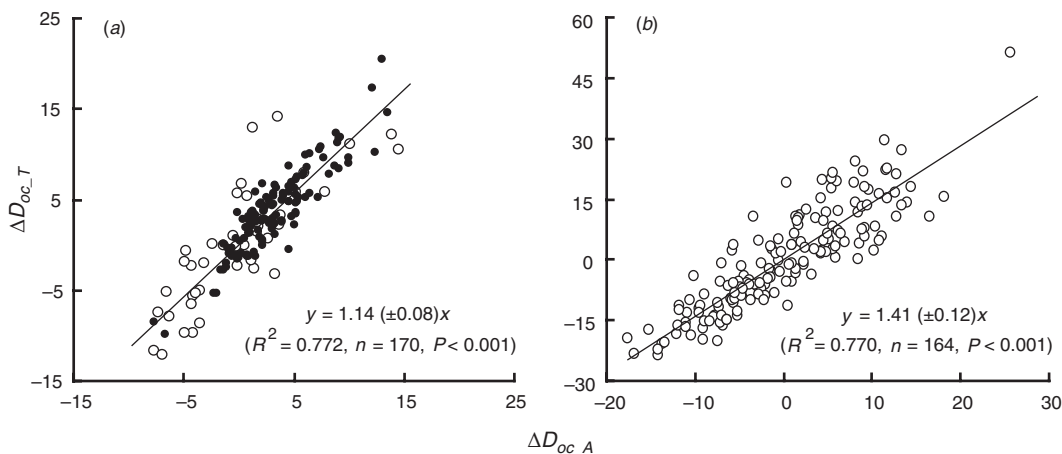 (a)
25
15
5
−5
−15
−15
−5
5
15
25
y = 1.14 (±0.08)x
(R² = 0.772, n = 170, P < 0.001)
(b)
60
45
30
15
0
−15
−30
−20
−10
0
10
20
30
y = 1.41 (±0.12)x
(R² = 0.770, n = 164, P < 0.001)
ΔD_oc_T
ΔD_oc A